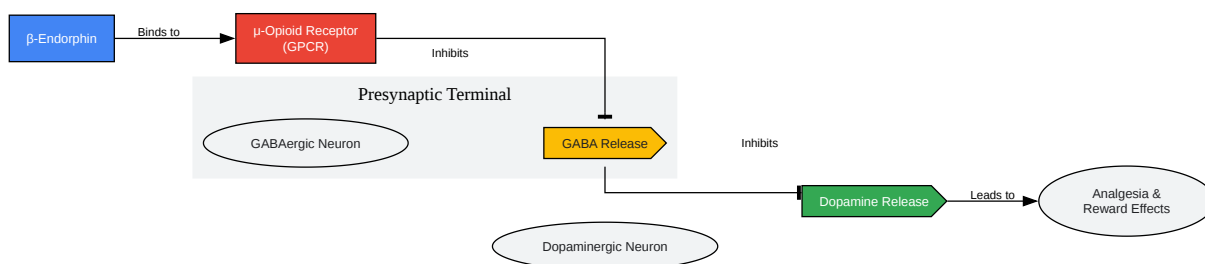 β-Endorphin
Binds to
μ-Opioid Receptor
(GPCR)
Inhibits
Presynaptic Terminal
GABAergic Neuron
GABA Release
Inhibits
Dopamine Release
Leads to
Analgesia &
Reward Effects
Dopaminergic Neuron